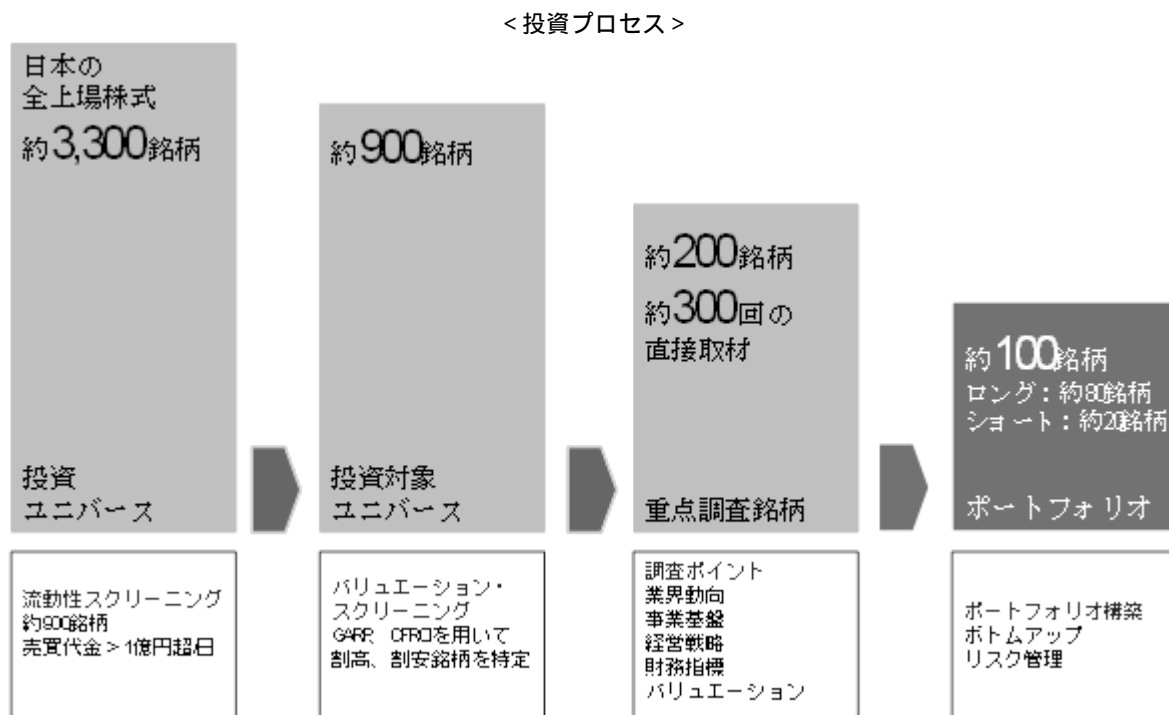 <投資プロセス>
日本の
全上場株式
約3,300銘柄
投資
ユニバース
流動性スクリーニング
約900銘柄
売買代金>1億円超/日
約900銘柄
投資対象
ユニバース
バリュエーション・
スクリーニング
GARP、CFROIを用いて
割高、割安銘柄を特定
約200銘柄
約300回の
直接取材
重点調査銘柄
調査ポイント
業界動向
事業基盤
経営戦略
財務指標
バリュエーション
約100銘柄
ロング:約80銘柄
ショート:約20銘柄
ポートフォリオ
ポートフォリオ構築
ボトムアップ
リスク管理